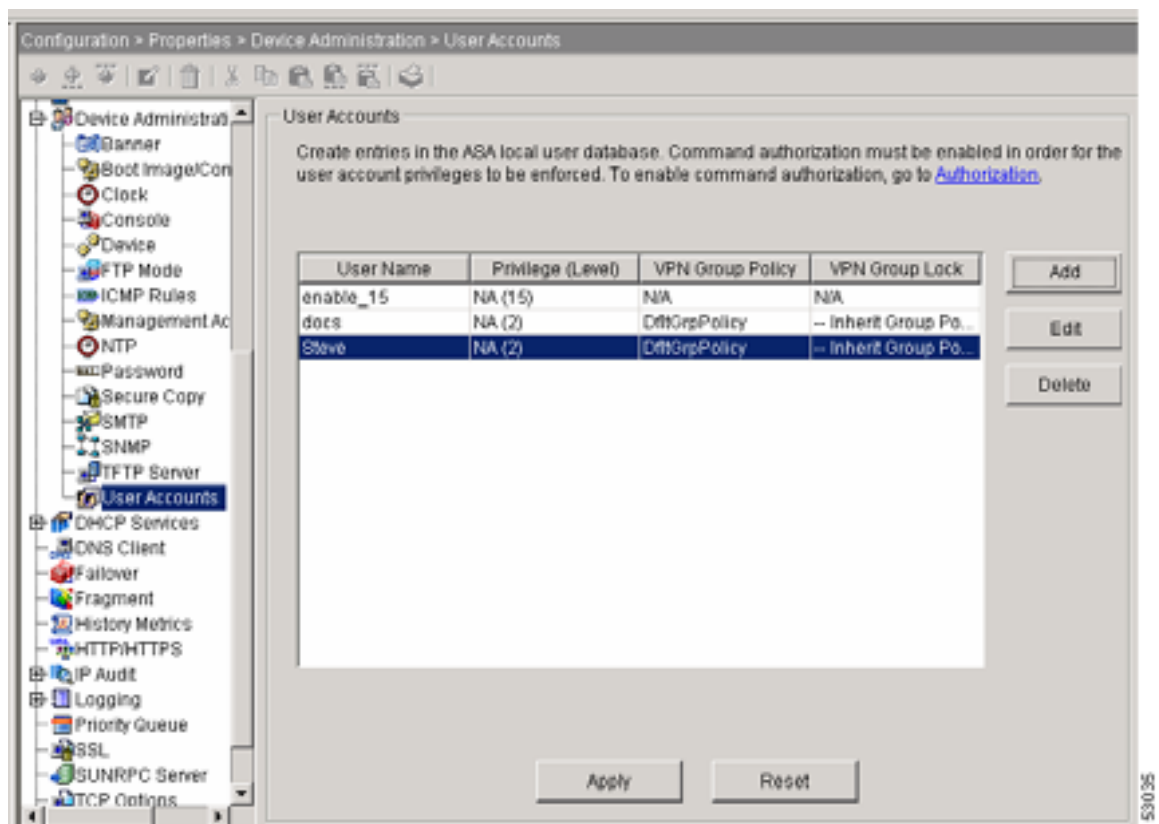 Configuration > Properties > Device Administration > User Accounts
Device Administrati
Banner
Boot Image/Con
Clock
Console
Device
FTP Mode
ICMP Rules
Management Ac
NTP
Password
Secure Copy
SMTP
SNMP
TFTP Server
User Accounts
DHCP Services
DNS Client
Failover
Fragment
History Metrics
HTTP/HTTPS
IP Audit
Logging
Priority Queue
SSL
SUNRPC Server
TCP Options
User Accounts
Create entries in the ASA local user database. Command authorization must be enabled in order for the
user account privileges to be enforced. To enable command authorization, go to Authorization.
User Name Privilege (Level) VPN Group Policy VPN Group Lock
enable_15 NA (15) N/A N/A
docs NA (2) DfltGrpPolicy -- Inherit Group Po...
Steve NA (2) DfltGrpPolicy -- Inherit Group Po...
Add
Edit
Delete
Apply Reset
53035